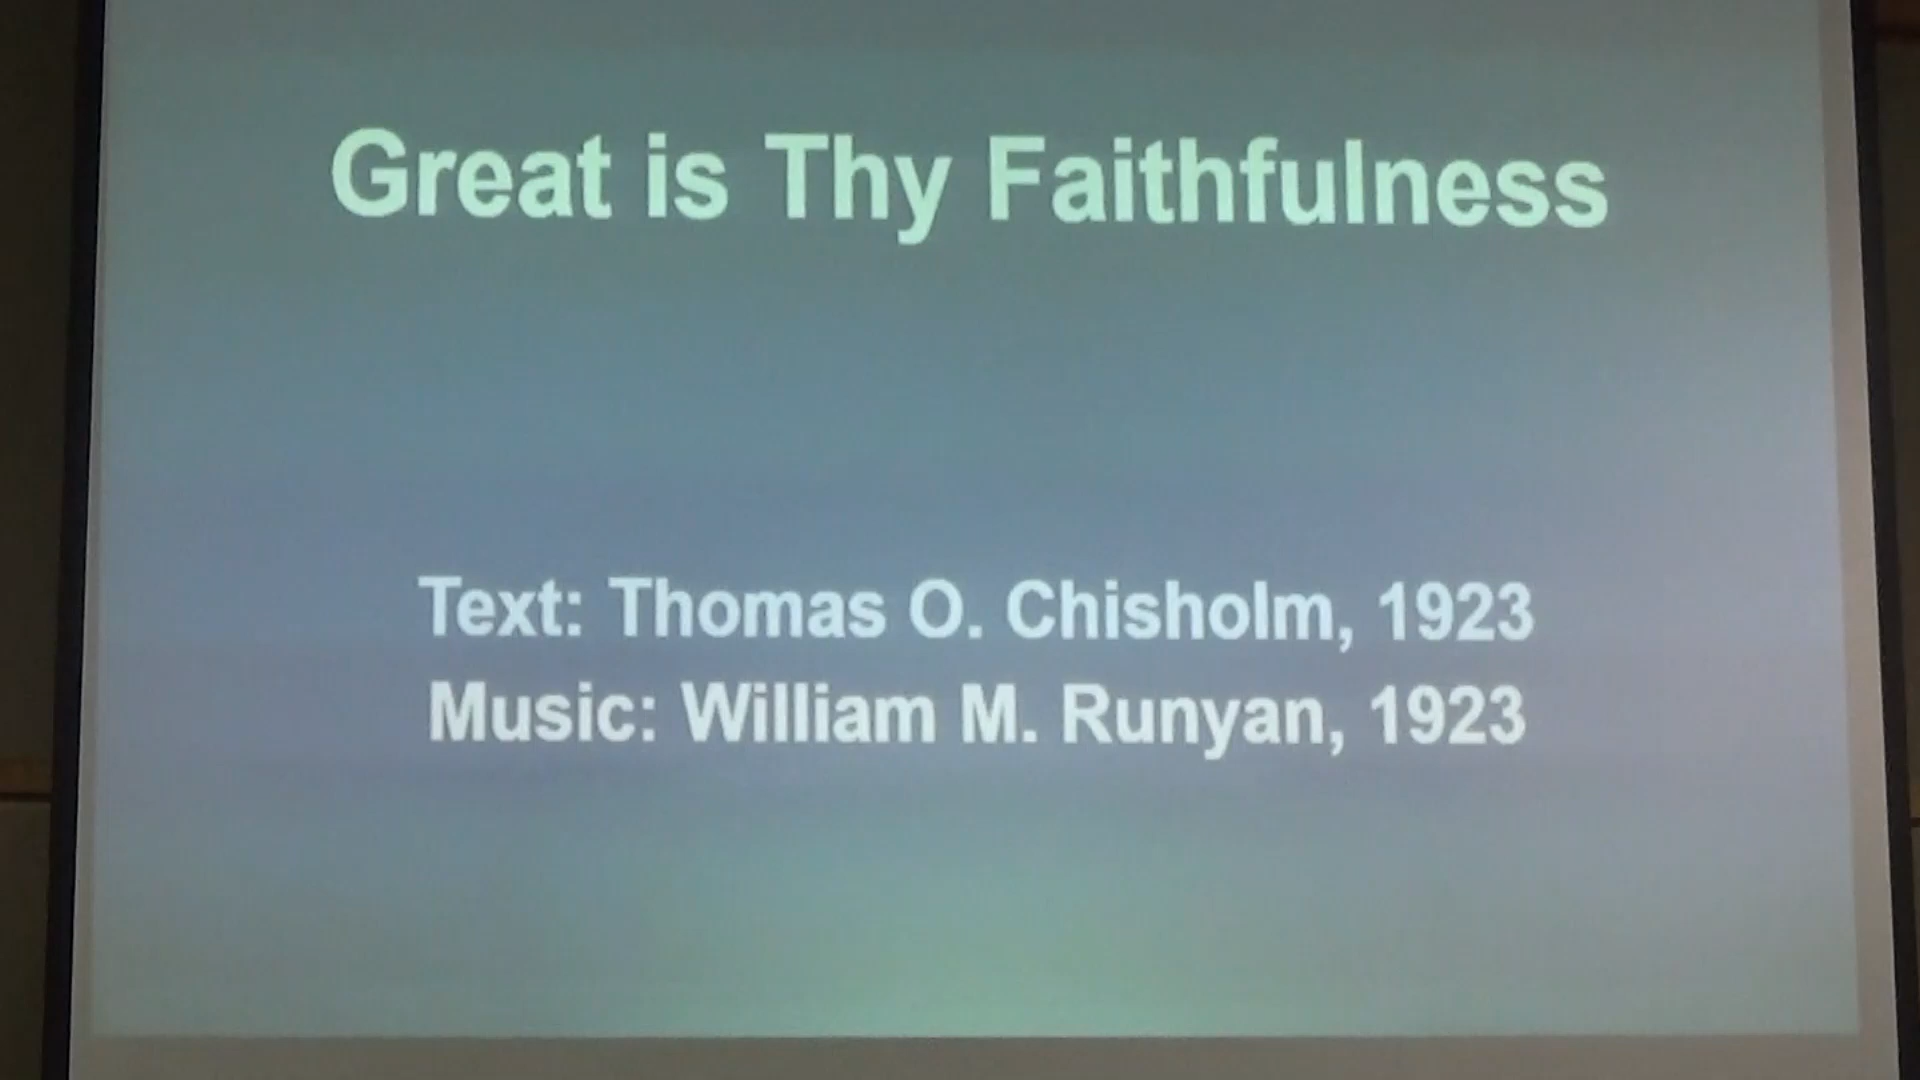 Great is Thy Faithfulness
Text: Thomas O. Chisholm, 1923
Music: William M. Runyan, 1923